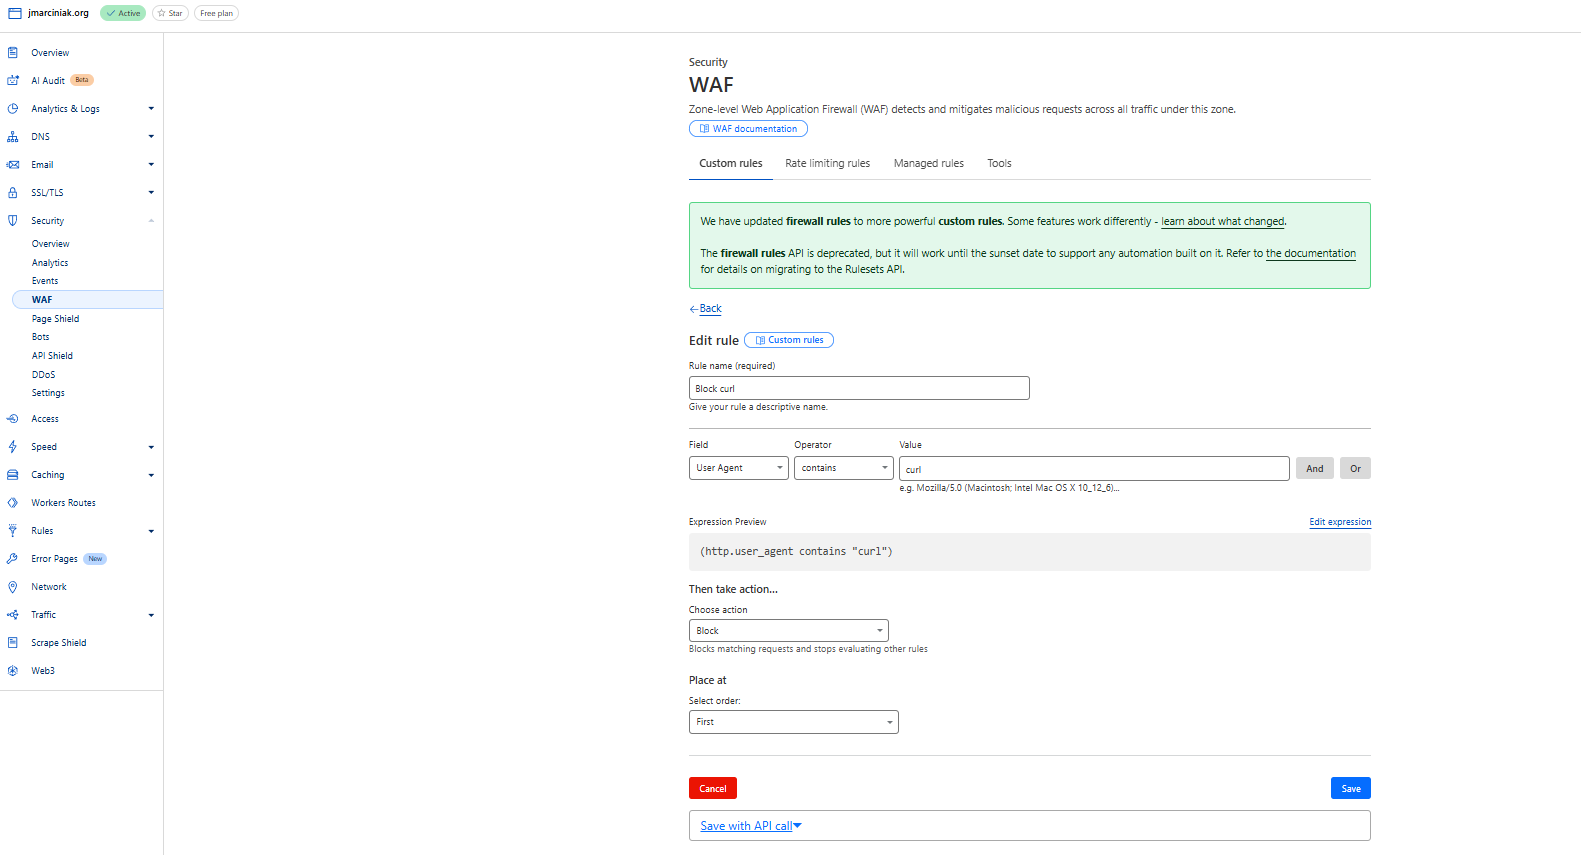 jmarciniak.org Active Star Free plan
Overview
AI Audit Beta
Analytics & Logs
DNS
Email
SSL/TLS
Security
Overview
Analytics
Events
WAF
Page Shield
Bots
API Shield
DDoS
Settings
Access
Speed
Caching
Workers Routes
Rules
Error Pages New
Network
Traffic
Scrape Shield
Web3
Security
WAF
Zone-level Web Application Firewall (WAF) detects and mitigates malicious requests across all traffic under this zone.
WAF documentation
Custom rules Rate limiting rules Managed rules Tools
We have updated firewall rules to more powerful custom rules. Some features work differently - learn about what changed.
The firewall rules API is deprecated, but it will work until the sunset date to support any automation built on it. Refer to the documentation
for details on migrating to the Rulesets API.
←Back
Edit rule Custom rules
Rule name (required)
Block curl
Give your rule a descriptive name.
Field Operator Value
User Agent contains curl And Or
e.g. Mozilla/5.0 (Macintosh; Intel Mac OS X 10_12_6)...
Expression Preview Edit expression
(http.user_agent contains "curl")
Then take action...
Choose action
Block
Blocks matching requests and stops evaluating other rules
Place at
Select order:
First
Cancel Save
Save with API call